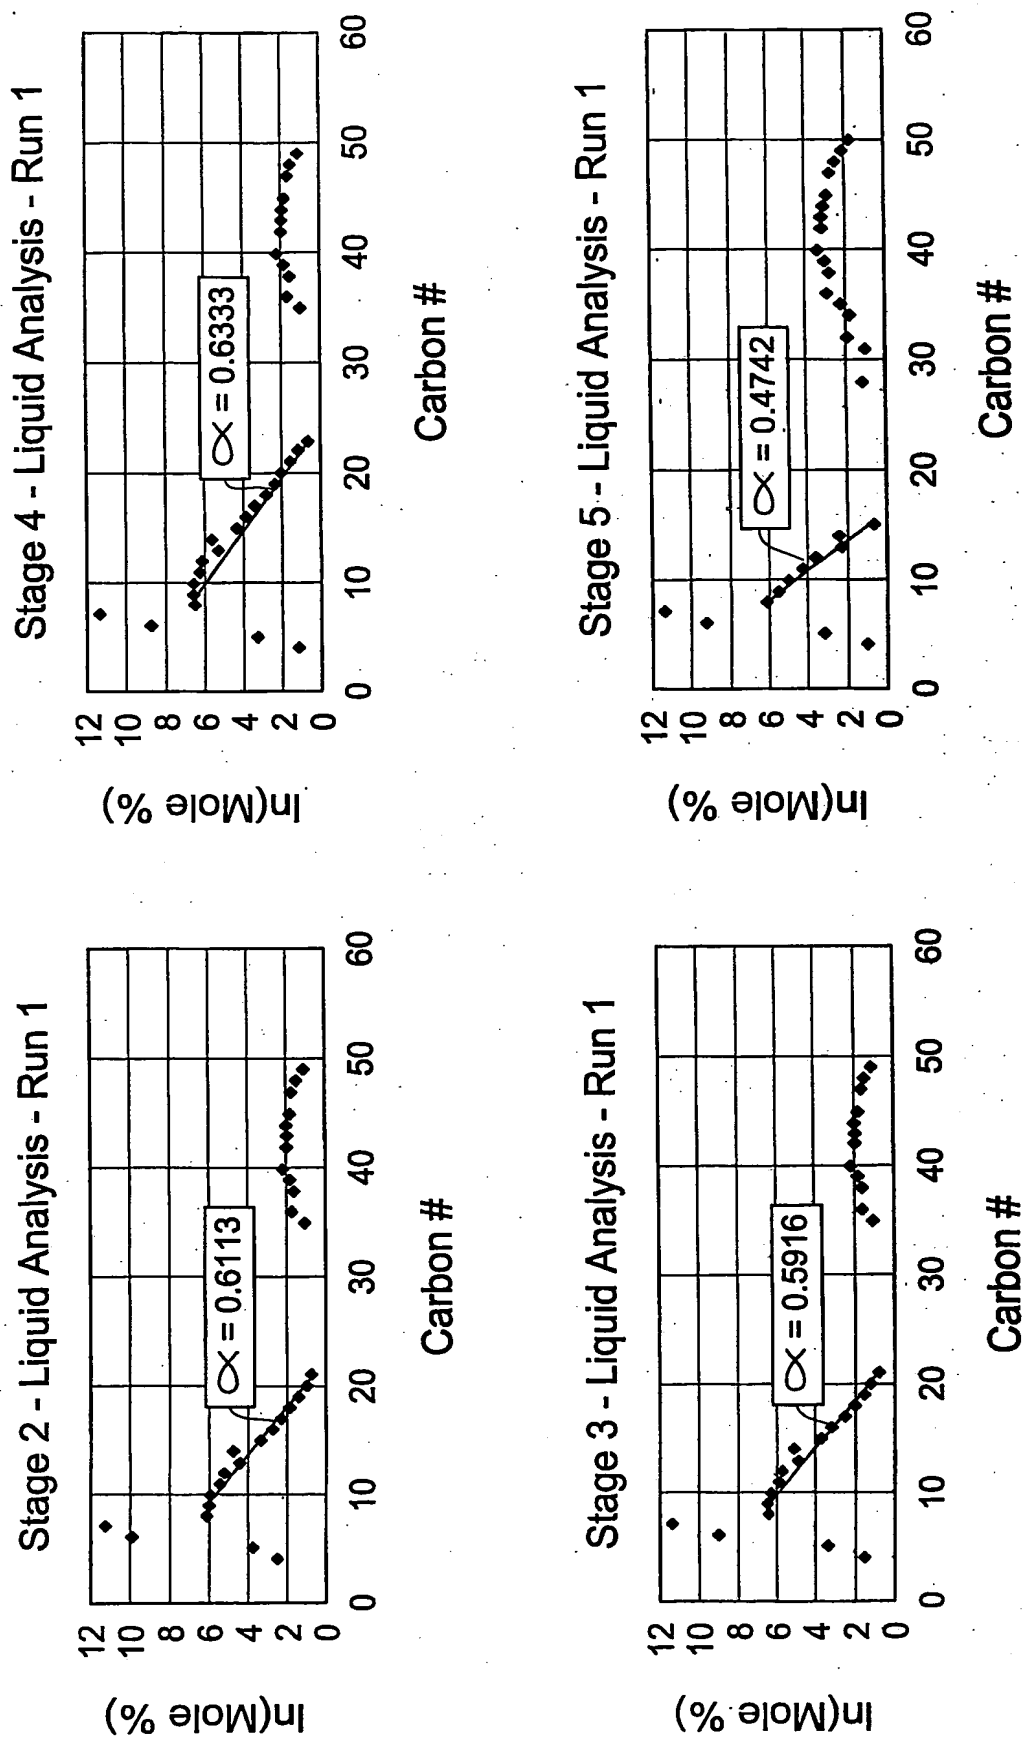 Stage 2 - Liquid Analysis - Run 1
ln(Mole %)
12
10
8
6
4
2
0
0 10 20 30 40 50 60
∝ = 0.6113
Carbon #
Stage 4 - Liquid Analysis - Run 1
ln(Mole %)
12
10
8
6
4
2
0
0 10 20 30 40 50 60
∝ = 0.6333
Carbon #
Stage 3 - Liquid Analysis - Run 1
ln(Mole %)
12
10
8
6
4
2
0
0 10 20 30 40 50 60
∝ = 0.5916
Carbon #
Stage 5 - Liquid Analysis - Run 1
ln(Mole %)
12
10
8
6
4
2
0
0 10 20 30 40 50 60
∝ = 0.4742
Carbon #